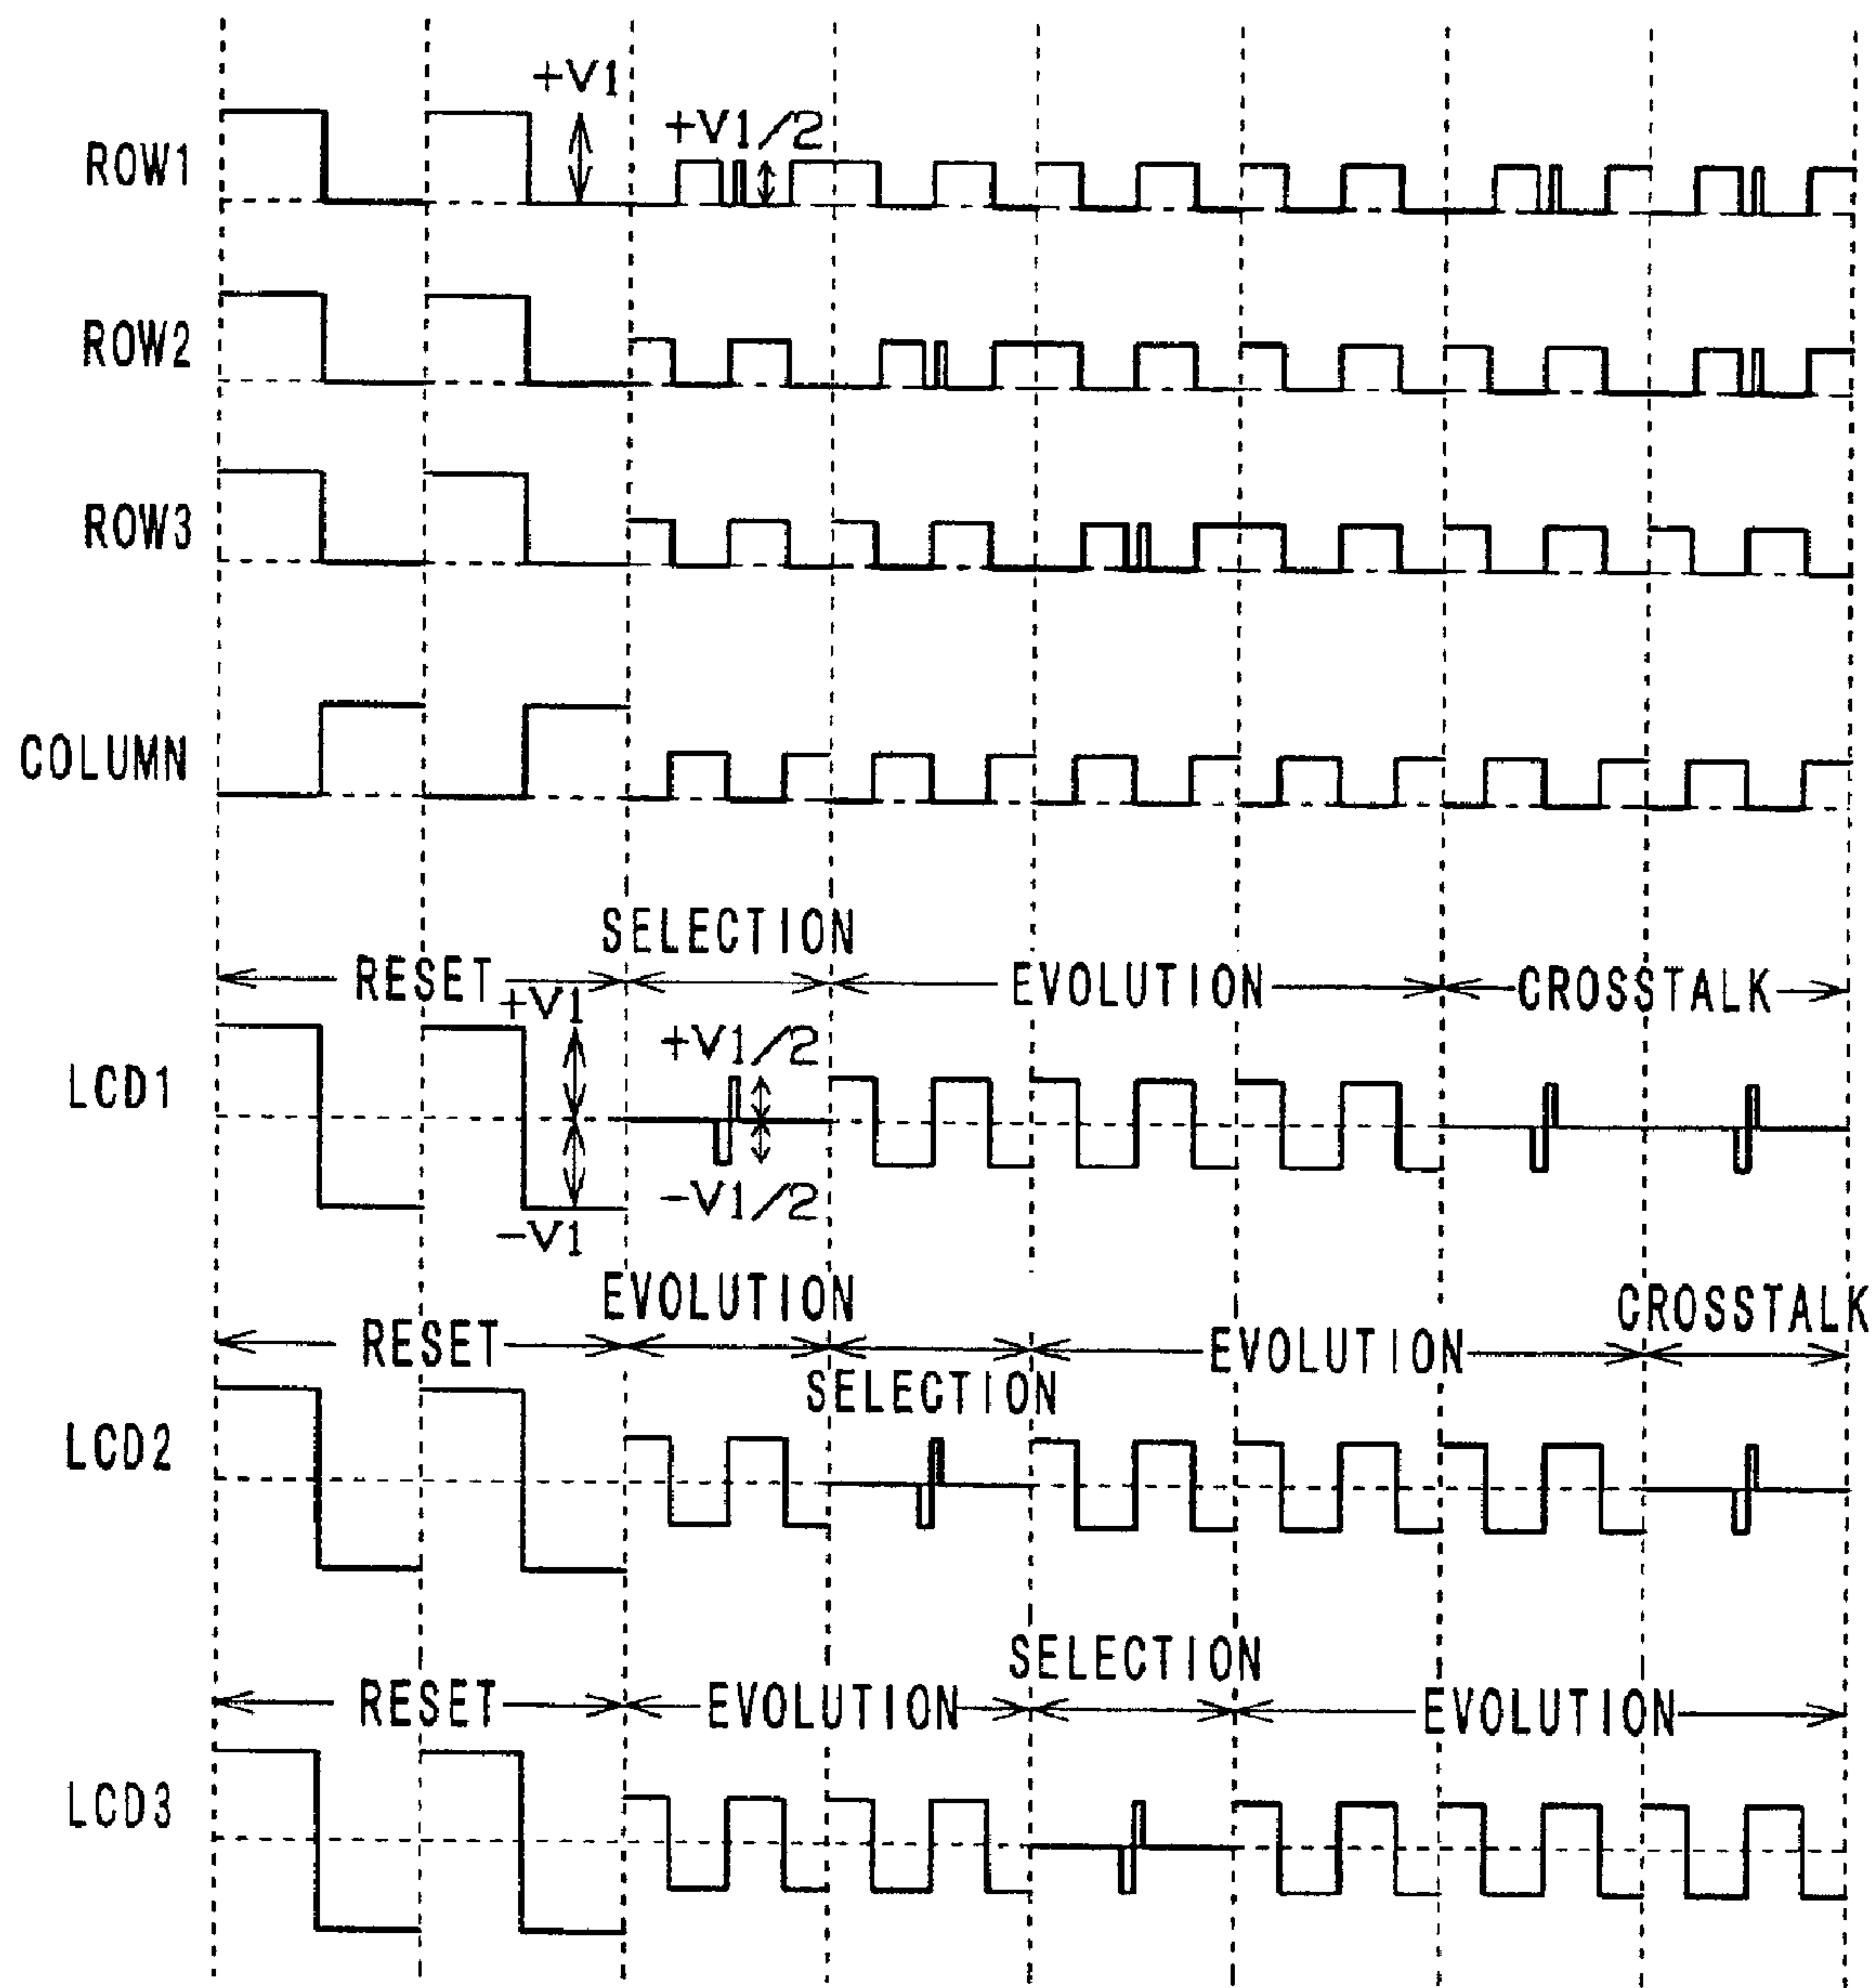 +V1
+V1/2
ROW1
ROW2
ROW3
COLUMN
SELECTION
RESET EVOLUTION CROSSTALK
+V1
+V1/2
LCD1
-V1/2
-V1
EVOLUTION CROSSTALK
RESET EVOLUTION
SELECTION
LCD2
SELECTION
RESET EVOLUTION EVOLUTION
LCD3